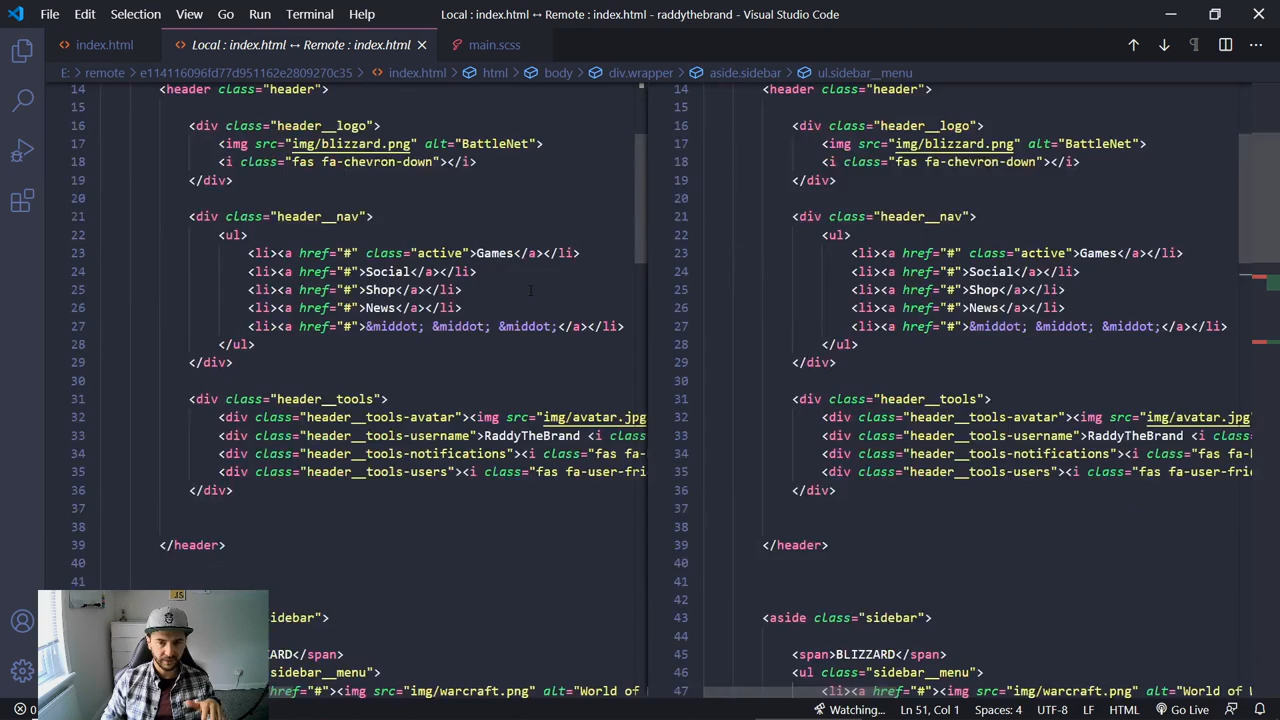 File Edit Selection View Go Run Terminal Help Local : index.html ↔ Remote : index.html - raddythebrand - Visual Studio Code
index.html Local : index.html ↔ Remote : index.html main.scss
E: › remote › e114116096fd77d951162e2809270c35 › index.html › html › body › div.wrapper › aside.sidebar › ul.sidebar__menu
14 <header class="header">
15
16 <div class="header__logo">
17 <img src="img/blizzard.png" alt="BattleNet">
18 <i class="fas fa-chevron-down"></i>
19 </div>
20
21 <div class="header__nav">
22 <ul>
23 <li><a href="#" class="active">Games</a></li>
24 <li><a href="#">Social</a></li>
25 <li><a href="#">Shop</a></li>
26 <li><a href="#">News</a></li>
27 <li><a href="#">&middot; &middot; &middot;</a></li>
28 </ul>
29 </div>
30
31 <div class="header__tools">
32 <div class="header__tools-avatar"><img src="img/avatar.jpg
33 <div class="header__tools-username">RaddyTheBrand <i class
34 <div class="header__tools-notifications"><i class="fas fa-
35 <div class="header__tools-users"><i class="fas fa-user-fri
36 </div>
37
38
39 </header>
40
41
idebar">
ZARD</span>
sidebar__menu">
href="#"><img src="img/warcraft.png" alt="World of
14 <header class="header">
15
16 <div class="header__logo">
17 <img src="img/blizzard.png" alt="BattleNet">
18 <i class="fas fa-chevron-down"></i>
19 </div>
20
21 <div class="header__nav">
22 <ul>
23 <li><a href="#" class="active">Games</a></li>
24 <li><a href="#">Social</a></li>
25 <li><a href="#">Shop</a></li>
26 <li><a href="#">News</a></li>
27 <li><a href="#">&middot; &middot; &middot;</a></li>
28 </ul>
29 </div>
30
31 <div class="header__tools">
32 <div class="header__tools-avatar"><img src="img/avatar.jpg"
33 <div class="header__tools-username">RaddyTheBrand <i class=
34 <div class="header__tools-notifications"><i class="fas fa-b
35 <div class="header__tools-users"><i class="fas fa-user-frie
36 </div>
37
38
39 </header>
40
41
42
43 <aside class="sidebar">
44
45 <span>BLIZZARD</span>
46 <ul class="sidebar__menu">
47 <li><a href="#"><img src="img/warcraft.png" alt="World of W
0 Watching... Ln 51, Col 1 Spaces: 4 UTF-8 LF HTML Go Live